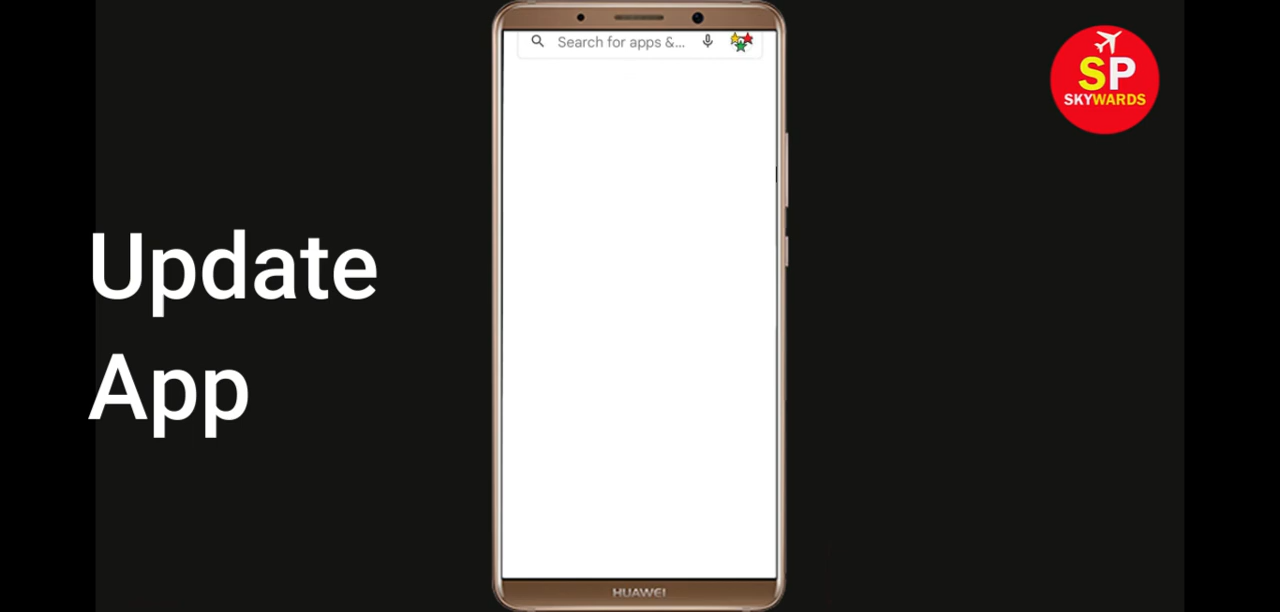 Search for apps &...
SP
SKYWARDS
Update
App
HUAWEI